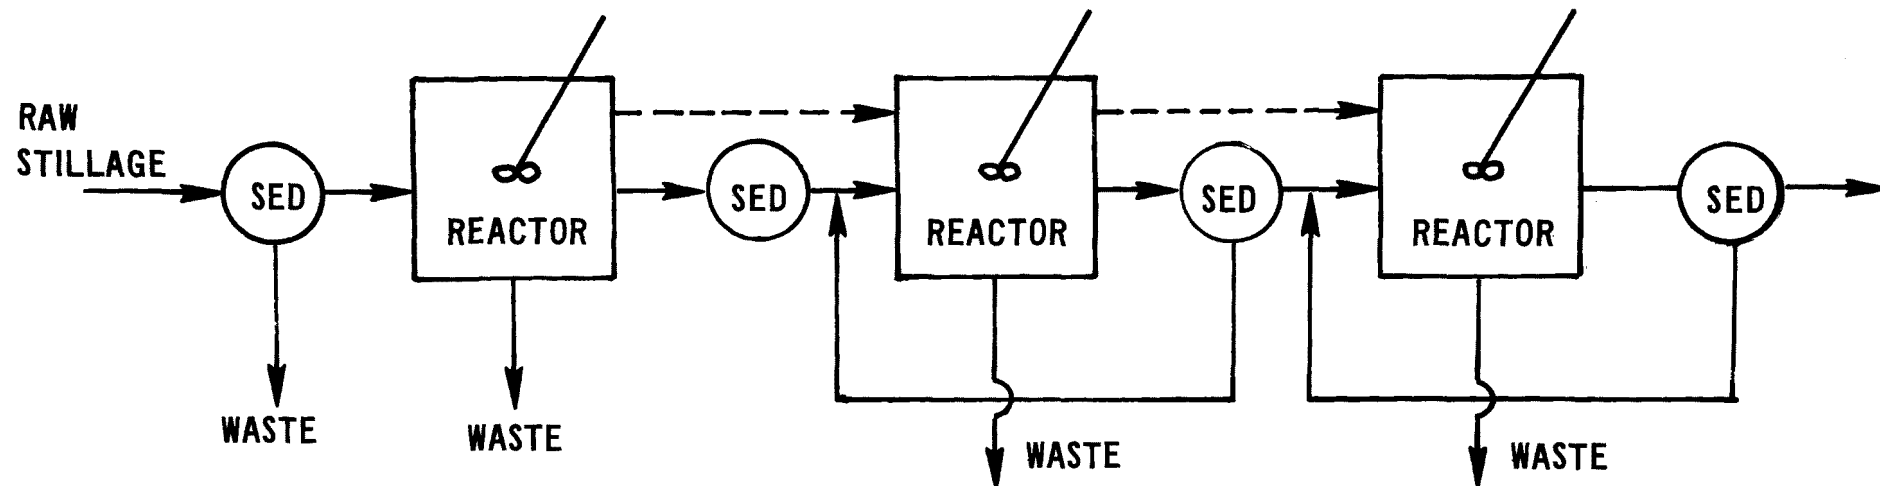 RAW
STILLAGE
SED
REACTOR
SED
REACTOR
SED
REACTOR
SED
WASTE
WASTE
WASTE
WASTE